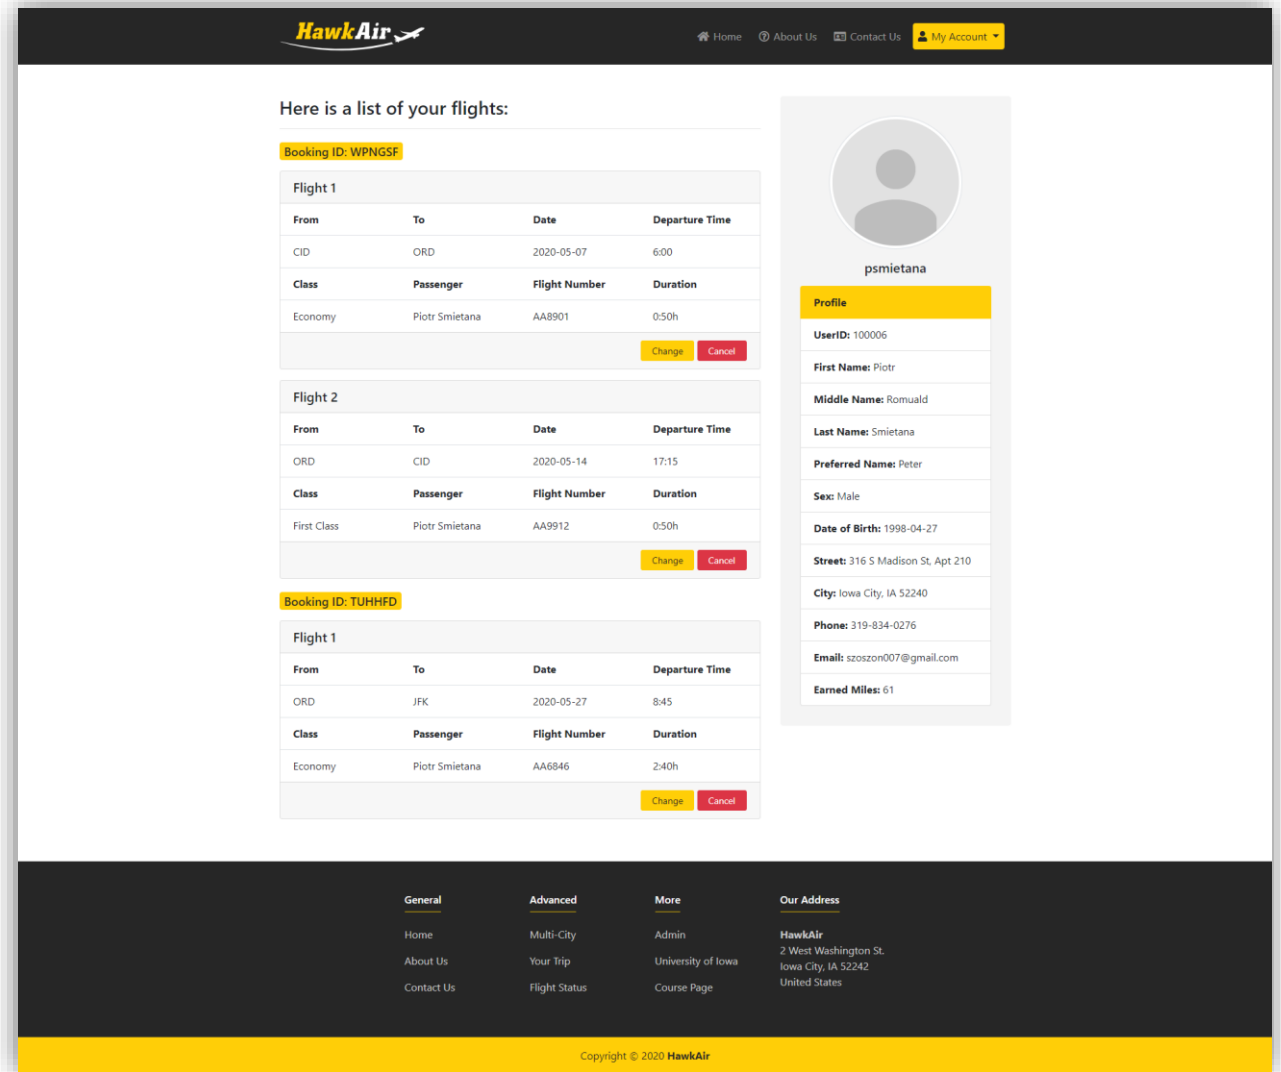 HawkAir
Home About Us Contact Us My Account
Here is a list of your flights:
Booking ID: WPNGSF
Flight 1
From To Date Departure Time
CID ORD 2020-05-07 6:00
Class Passenger Flight Number Duration
Economy Piotr Smietana AA8901 0:50h
Change Cancel
Flight 2
From To Date Departure Time
ORD CID 2020-05-14 17:15
Class Passenger Flight Number Duration
First Class Piotr Smietana AA9912 0:50h
Change Cancel
Booking ID: TUHHFD
Flight 1
From To Date Departure Time
ORD JFK 2020-05-27 8:45
Class Passenger Flight Number Duration
Economy Piotr Smietana AA6846 2:40h
Change Cancel
psmietana
Profile
UserID: 100006
First Name: Piotr
Middle Name: Romuald
Last Name: Smietana
Preferred Name: Peter
Sex: Male
Date of Birth: 1998-04-27
Street: 316 S Madison St, Apt 210
City: Iowa City, IA 52240
Phone: 319-834-0276
Email: szoszon007@gmail.com
Earned Miles: 61
General
Home
About Us
Contact Us
Advanced
Multi-City
Your Trip
Flight Status
More
Admin
University of Iowa
Course Page
Our Address
HawkAir
2 West Washington St.
Iowa City, IA 52242
United States
Copyright © 2020 HawkAir